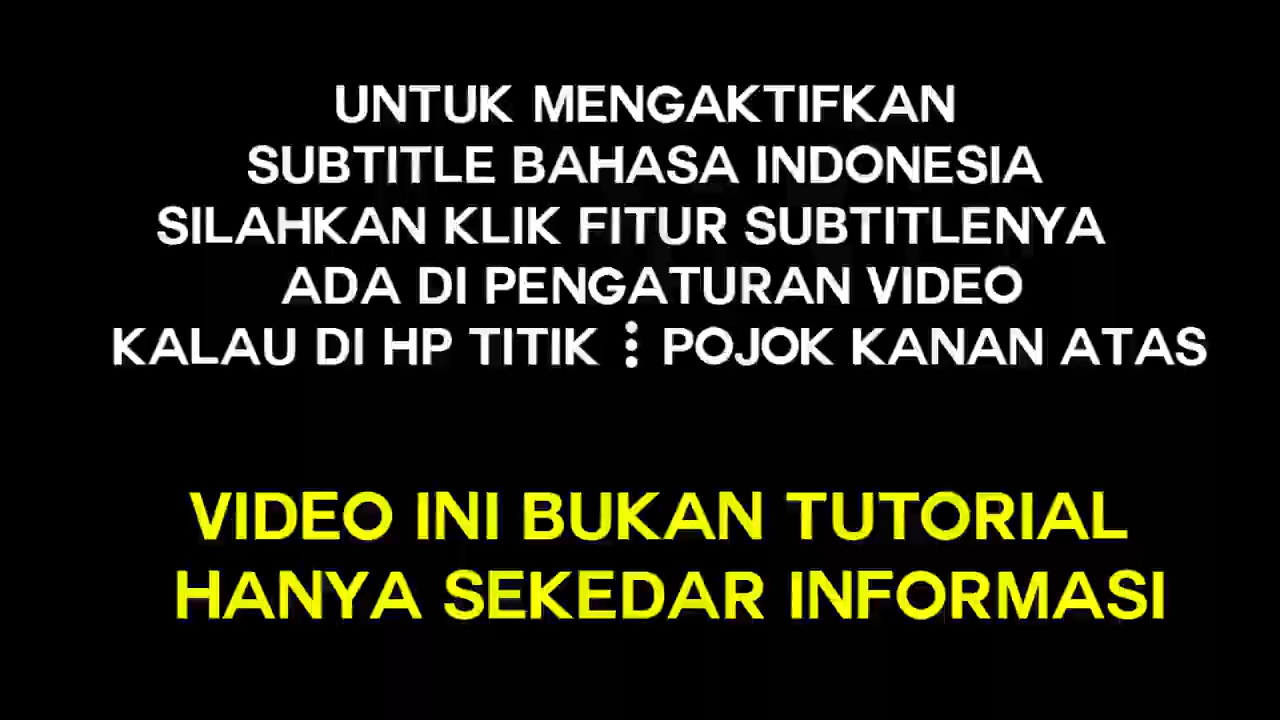 UNTUK MENGAKTIFKAN
SUBTITLE BAHASA INDONESIA
SILAHKAN KLIK FITUR SUBTITLENYA
ADA DI PENGATURAN VIDEO
KALAU DI HP TITIK ⋮ POJOK KANAN ATAS
VIDEO INI BUKAN TUTORIAL
HANYA SEKEDAR INFORMASI